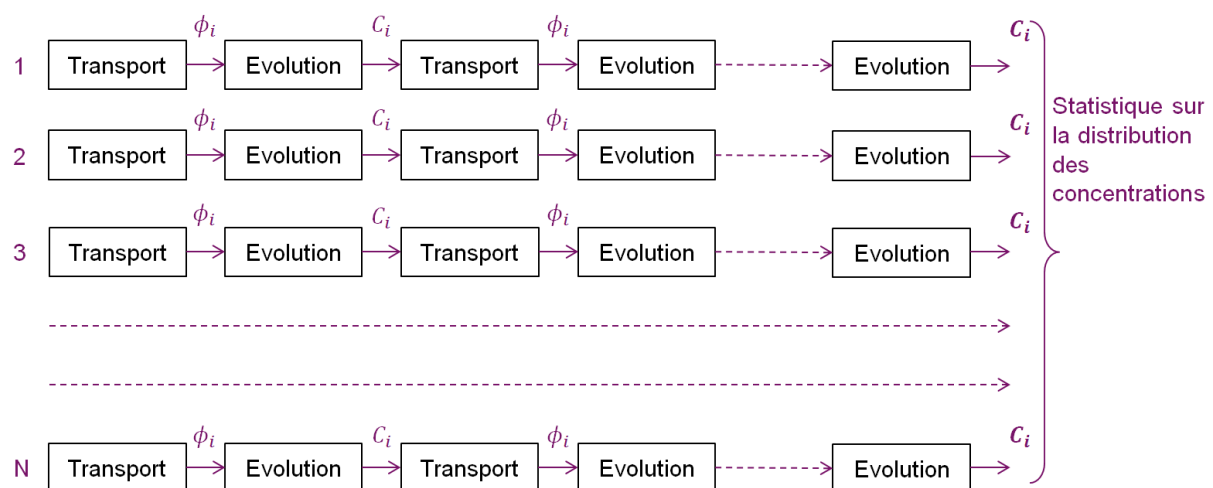 ϕᵢ Cᵢ ϕᵢ Cᵢ
1 Transport Evolution Transport Evolution Evolution
ϕᵢ Cᵢ ϕᵢ Cᵢ
2 Transport Evolution Transport Evolution Evolution
ϕᵢ Cᵢ ϕᵢ Cᵢ
3 Transport Evolution Transport Evolution Evolution
ϕᵢ Cᵢ ϕᵢ Cᵢ
N Transport Evolution Transport Evolution Evolution
Statistique sur
la distribution
des
concentrations